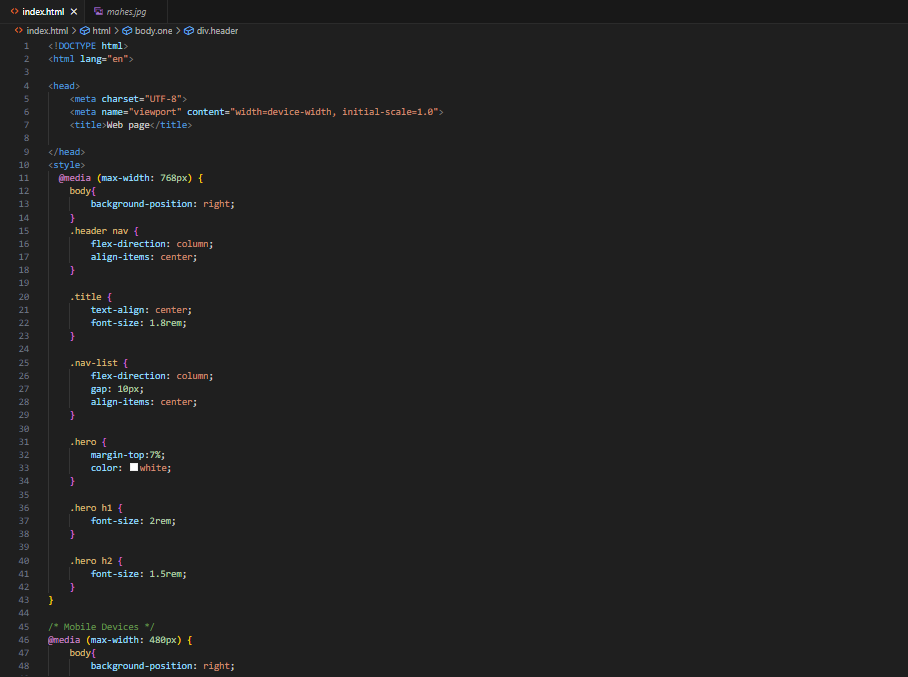 index.html mahes.jpg
index.html > html > body.one > div.header
1 <!DOCTYPE html>
2 <html lang="en">
3
4 <head>
5     <meta charset="UTF-8">
6     <meta name="viewport" content="width=device-width, initial-scale=1.0">
7     <title>Web page</title>
8
9 </head>
10 <style>
11   @media (max-width: 768px) {
12     body{
13         background-position: right;
14     }
15     .header nav {
16         flex-direction: column;
17         align-items: center;
18     }
19
20     .title {
21         text-align: center;
22         font-size: 1.8rem;
23     }
24
25     .nav-list {
26         flex-direction: column;
27         gap: 10px;
28         align-items: center;
29     }
30
31     .hero {
32         margin-top:7%;
33         color: white;
34     }
35
36     .hero h1 {
37         font-size: 2rem;
38     }
39
40     .hero h2 {
41         font-size: 1.5rem;
42     }
43 }
44
45 /* Mobile Devices */
46 @media (max-width: 480px) {
47     body{
48         background-position: right;